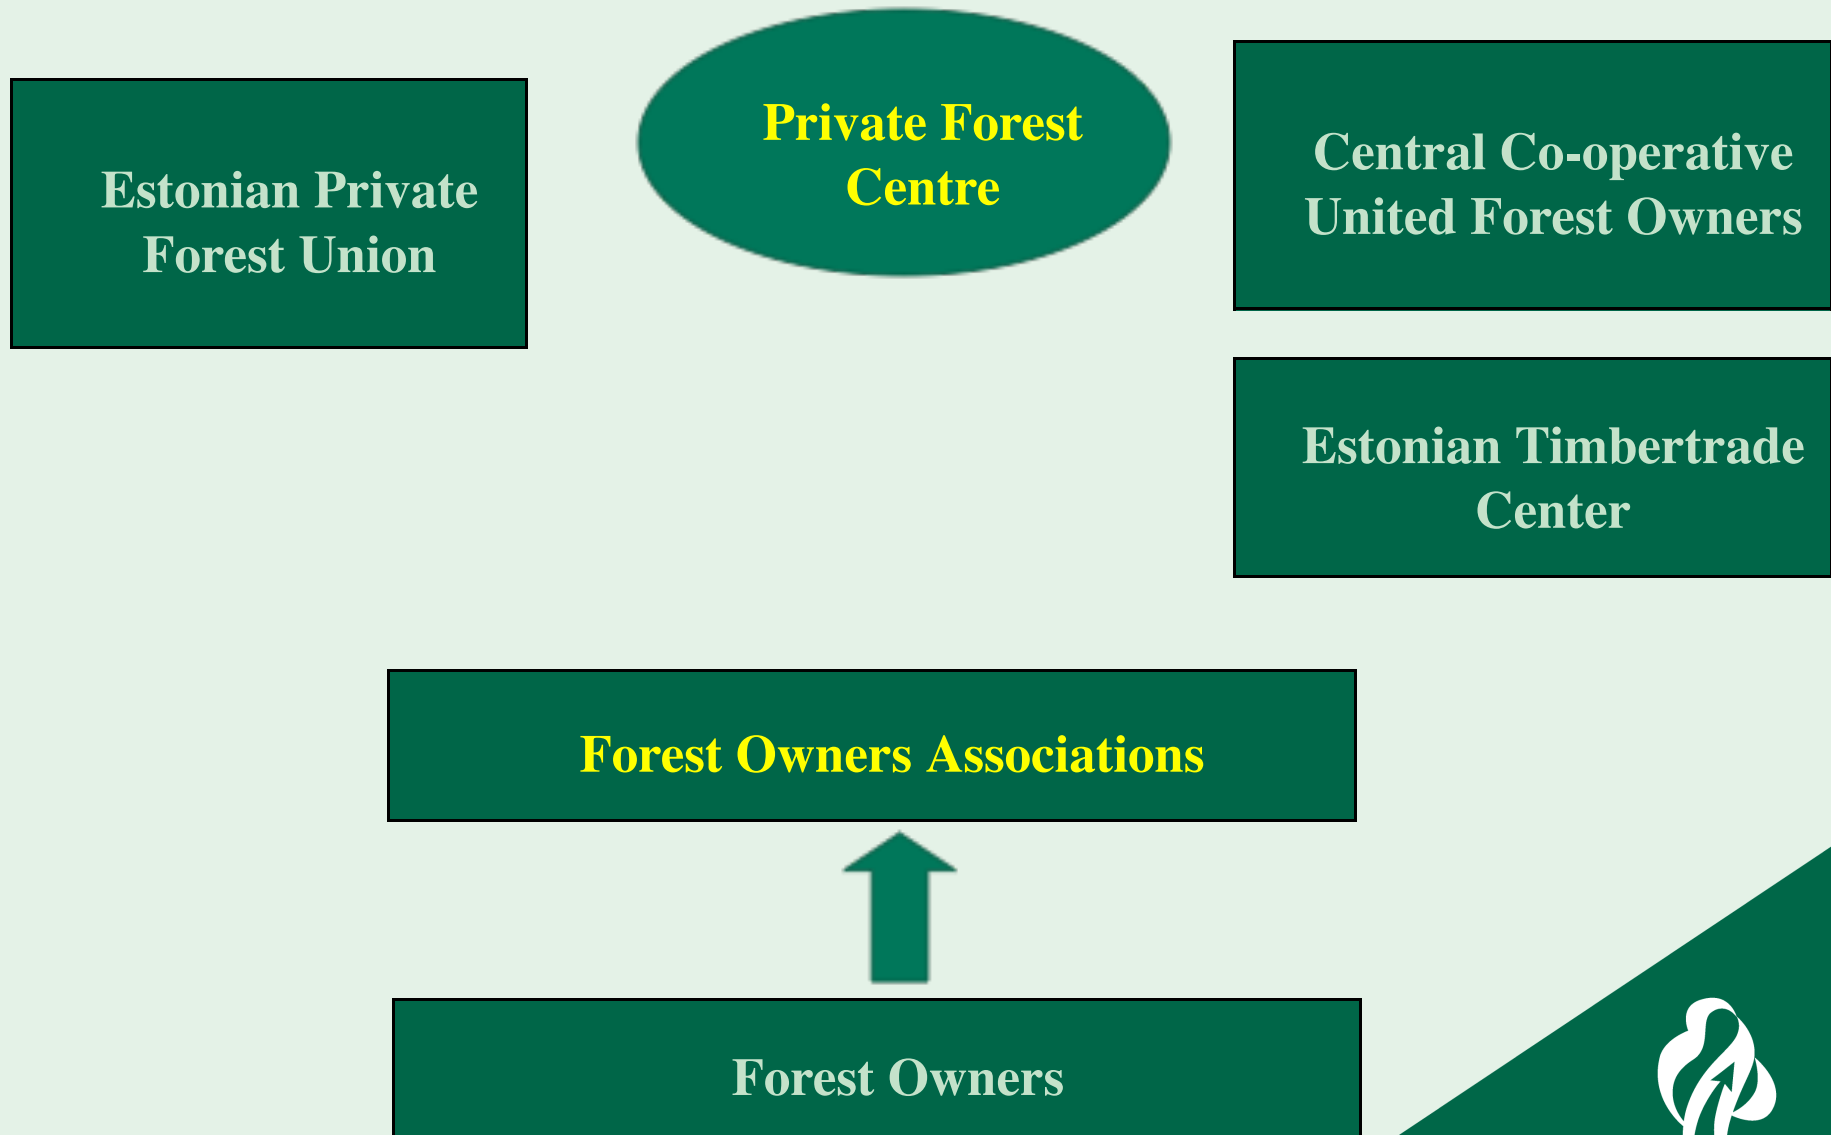 Estonian Private
Forest Union
Private Forest
Centre
Central Co-operative
United Forest Owners
Estonian Timbertrade
Center
Forest Owners Associations
Forest Owners